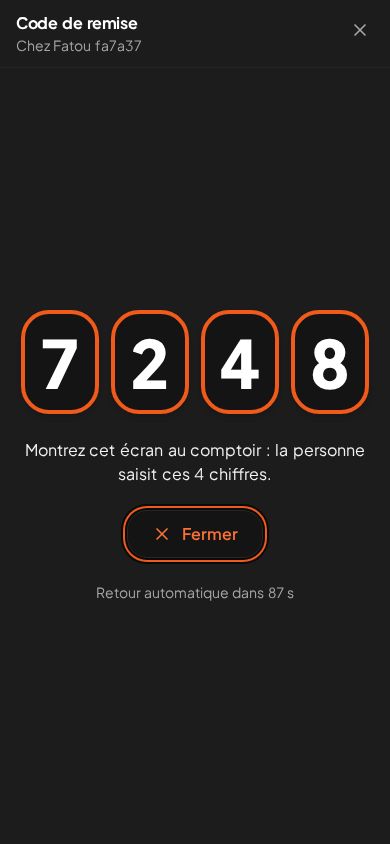 Code de remise
Chez Fatou fa7a37
7 2 4 8
Montrez cet écran au comptoir : la personne
saisit ces 4 chiffres.
Fermer
Retour automatique dans 87 s